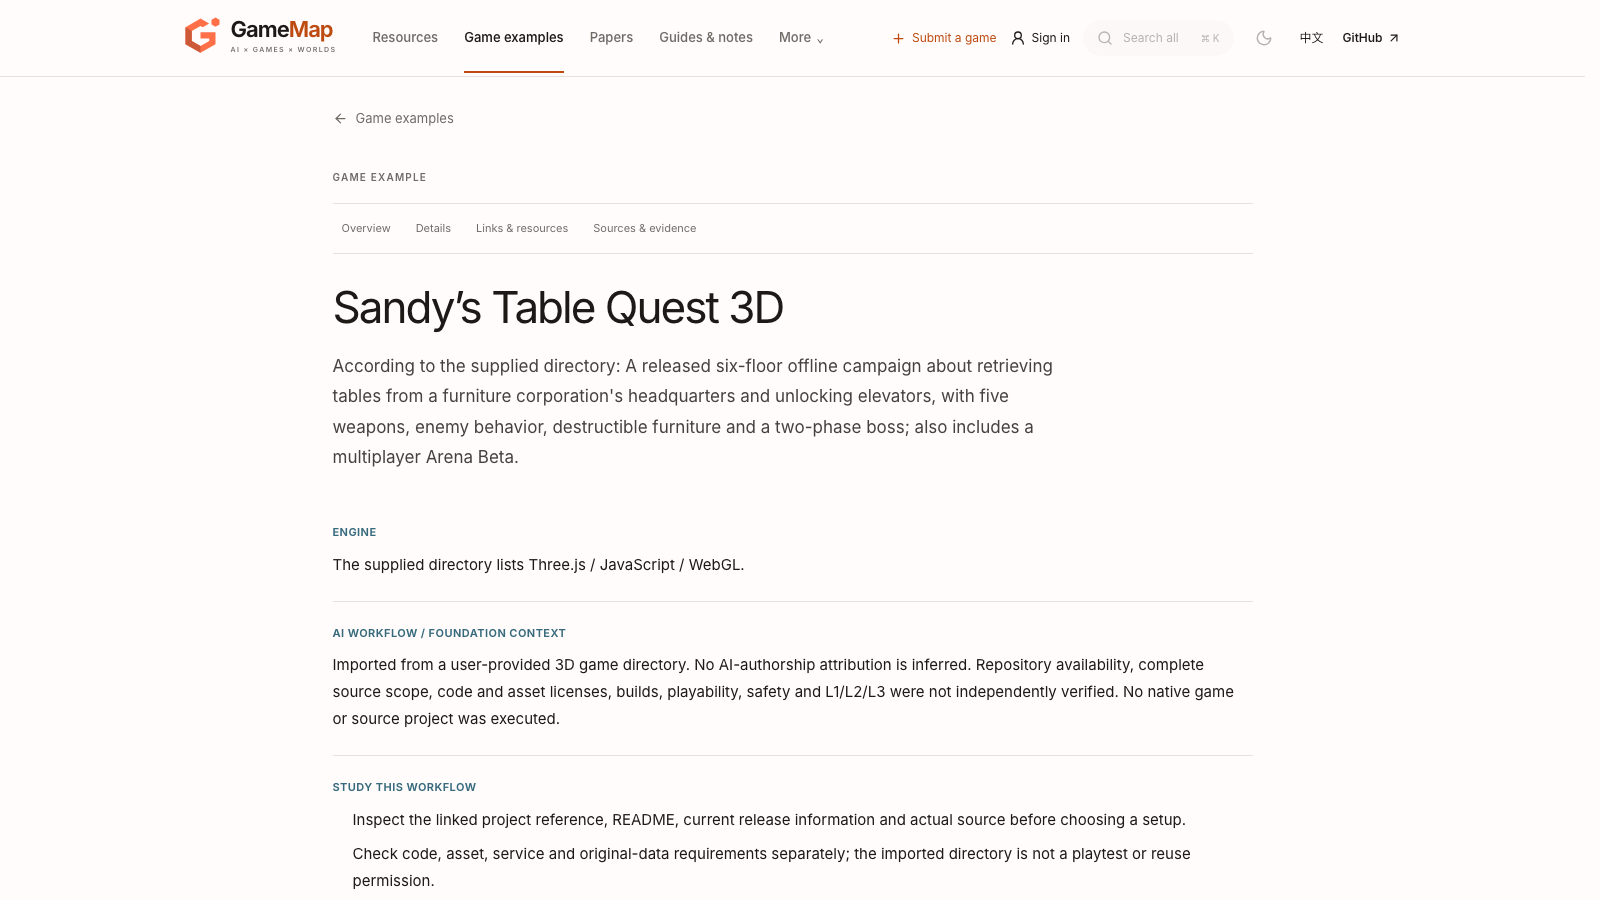 GameMap
AI × GAMES × WORLDS
Resources
Game examples
Papers
Guides & notes
More
Submit a game
Sign in
Search all
⌘ K
中文
GitHub
Game examples
GAME EXAMPLE
Overview
Details
Links & resources
Sources & evidence
Sandy’s Table Quest 3D
According to the supplied directory: A released six-floor offline campaign about retrieving
tables from a furniture corporation's headquarters and unlocking elevators, with five
weapons, enemy behavior, destructible furniture and a two-phase boss; also includes a
multiplayer Arena Beta.
ENGINE
The supplied directory lists Three.js / JavaScript / WebGL.
AI WORKFLOW / FOUNDATION CONTEXT
Imported from a user-provided 3D game directory. No AI-authorship attribution is inferred. Repository availability, complete
source scope, code and asset licenses, builds, playability, safety and L1/L2/L3 were not independently verified. No native game
or source project was executed.
STUDY THIS WORKFLOW
Inspect the linked project reference, README, current release information and actual source before choosing a setup.
Check code, asset, service and original-data requirements separately; the imported directory is not a playtest or reuse
permission.